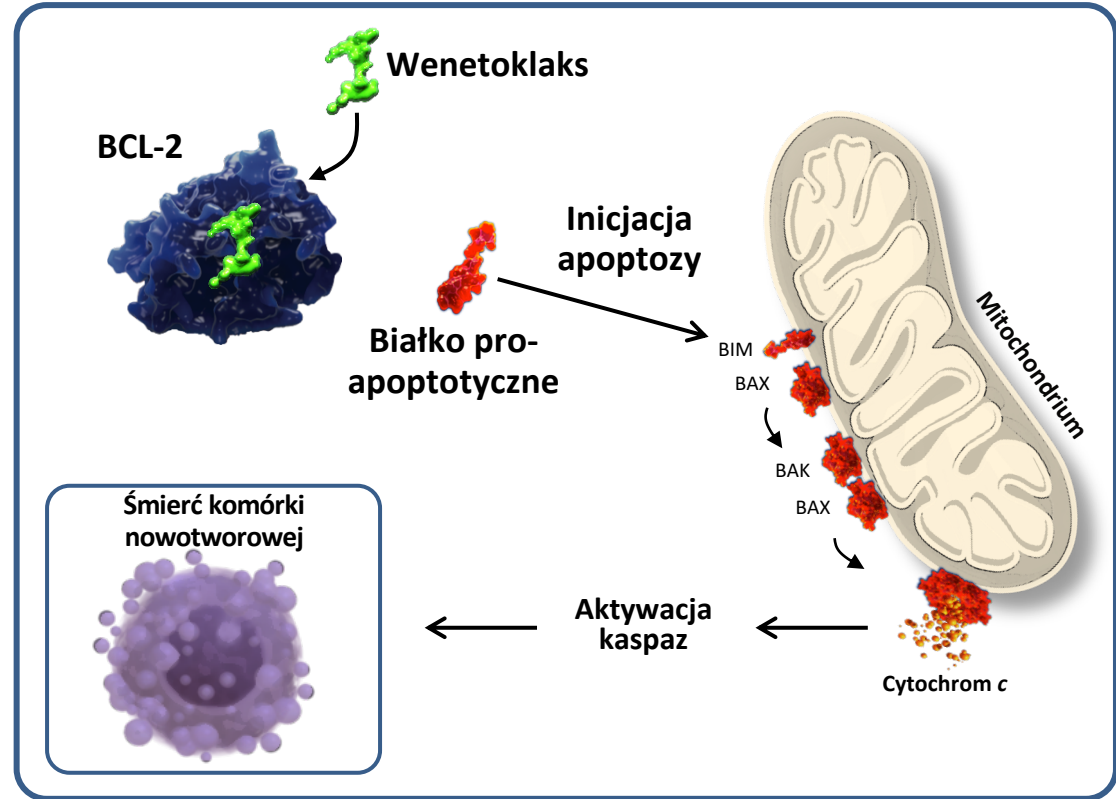 Wenetoklaks
BCL-2
Inicjacja
apoptozy
Białko pro-
apoptotyczne
BIM
BAX
BAK
BAX
Mitochondrium
Cytochrom c
Aktywacja
kaspaz
Śmierć komórki
nowotworowej